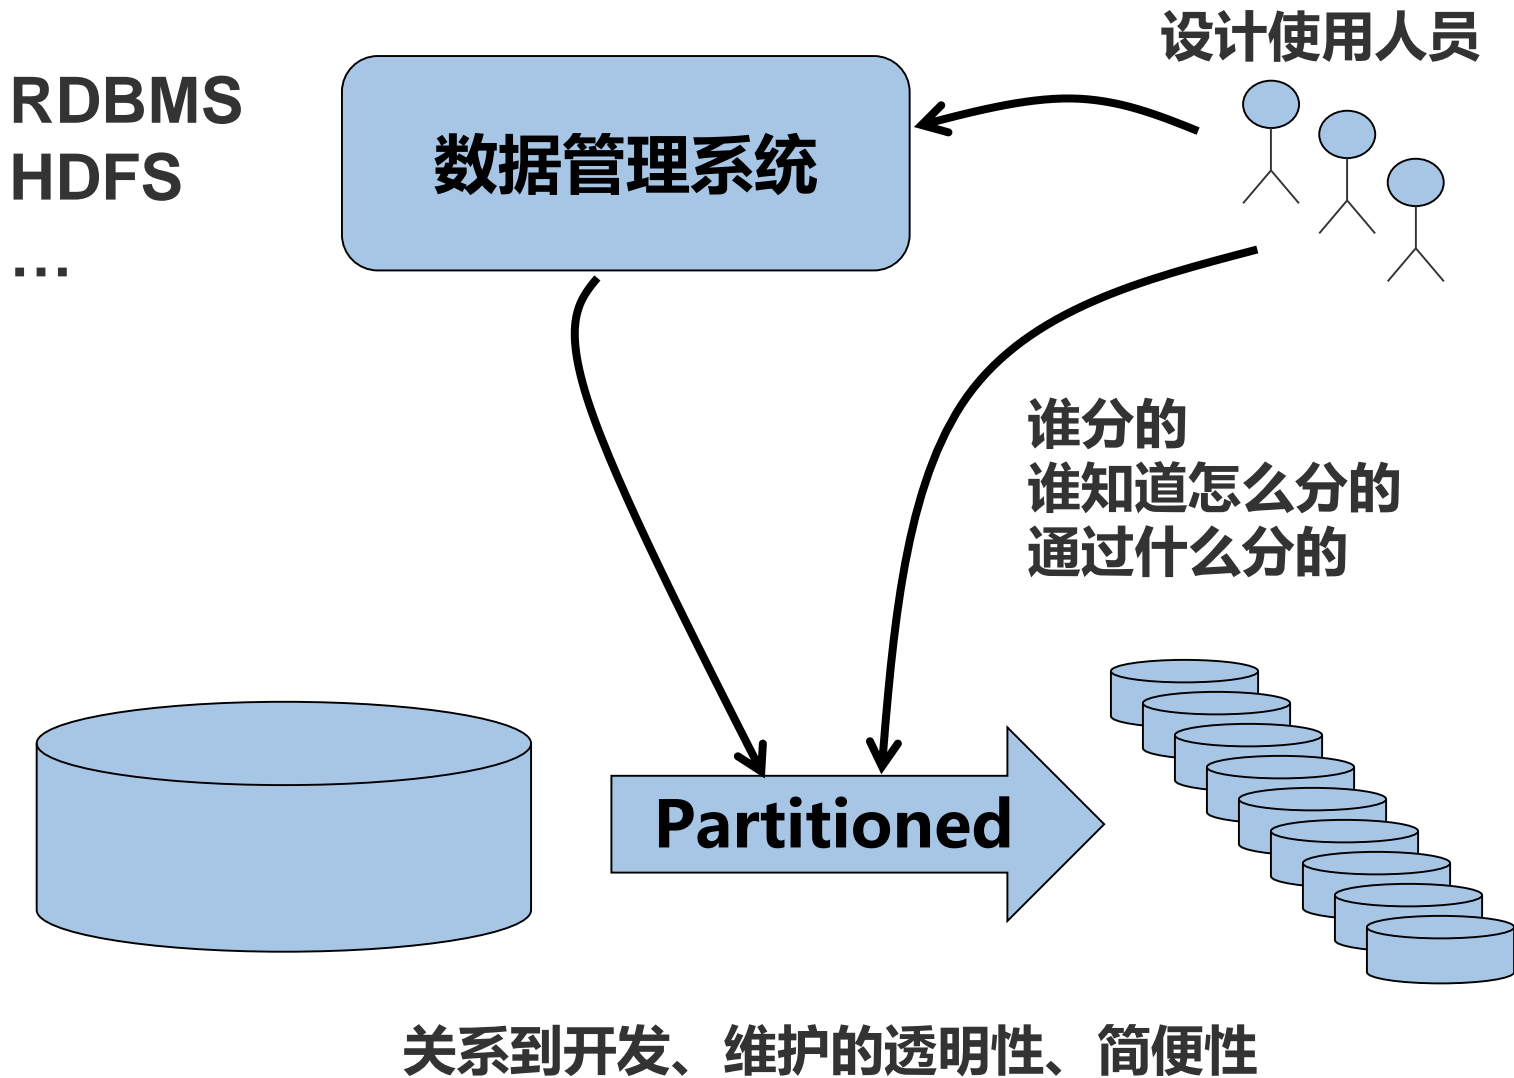 设计使用人员
RDBMS
HDFS
…
数据管理系统
谁分的
谁知道怎么分的
通过什么分的
Partitioned
关系到开发、维护的透明性、简便性